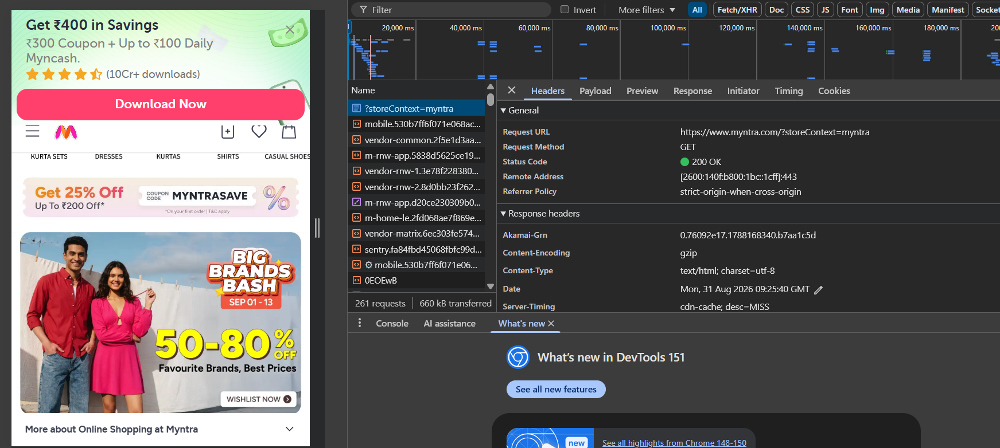 Get ₹400 in Savings
₹300 Coupon + Up to ₹100 Daily
Myncash.
(10Cr+ downloads)
Download Now
KURTA SETS DRESSES KURTAS SHIRTS CASUAL SHOES
Get 25% Off
Up To ₹200 Off*
COUPON
CODE
MYNTRASAVE
*On your first order | T&C apply
%
BIG
BRANDS
BASH
SEP 01 - 13
50-80% OFF
Favourite Brands, Best Prices
WISHLIST NOW
More about Online Shopping at Myntra
Filter Invert More filters All Fetch/XHR Doc CSS JS Font Img Media Manifest Socket
20,000 ms 40,000 ms 60,000 ms 80,000 ms 100,000 ms 120,000 ms 140,000 ms 160,000 ms 180,000 ms 20
Name
?storeContext=myntra
mobile.530b7ff6f071e068ac...
vendor-common.2f5e1d3aa...
m-rnw-app.5838d5625ce19...
vendor-rnw-1.3e78f228380...
vendor-rnw-2.8d0bb23f262...
m-rnw-app.d20ce230309b0...
m-home-le.2fd068ae7f869e...
vendor-matrix.6ec303fe574...
sentry.fa84fbd45068fbfc99d...
mobile.530b7ff6f071e06...
0EOEwB
261 requests 660 kB transferred
Headers Payload Preview Response Initiator Timing Cookies
General
Request URL https://www.myntra.com/?storeContext=myntra
Request Method GET
Status Code 200 OK
Remote Address [2600:140f:b800:1bc::1cff]:443
Referrer Policy strict-origin-when-cross-origin
Response headers
Akamai-Grn 0.76092e17.1788168340.b7aa1c5d
Content-Encoding gzip
Content-Type text/html; charset=utf-8
Date Mon, 31 Aug 2026 09:25:40 GMT
Server-Timing cdn-cache; desc=MISS
Console AI assistance What's new
What's new in DevTools 151
See all new features
new
See all highlights from Chrome 148-150